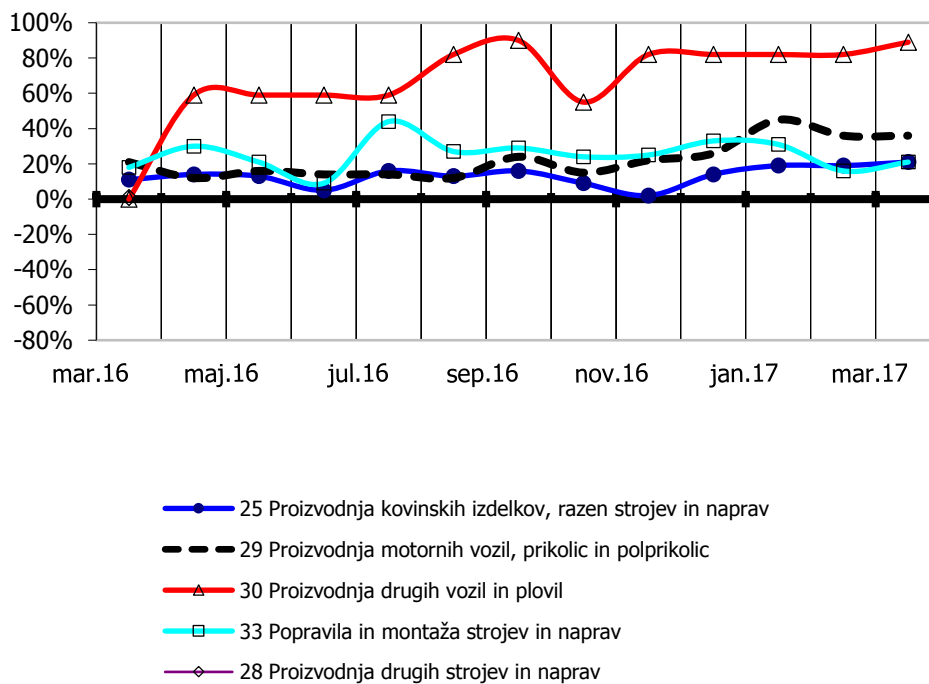 100%
80%
60%
40%
20%
0%
-20%
-40%
-60%
-80%
mar.16 maj.16 jul.16 sep.16 nov.16 jan.17 mar.17
25 Proizvodnja kovinskih izdelkov, razen strojev in naprav
29 Proizvodnja motornih vozil, prikolic in polprikolic
30 Proizvodnja drugih vozil in plovil
33 Popravila in montaža strojev in naprav
28 Proizvodnja drugih strojev in naprav